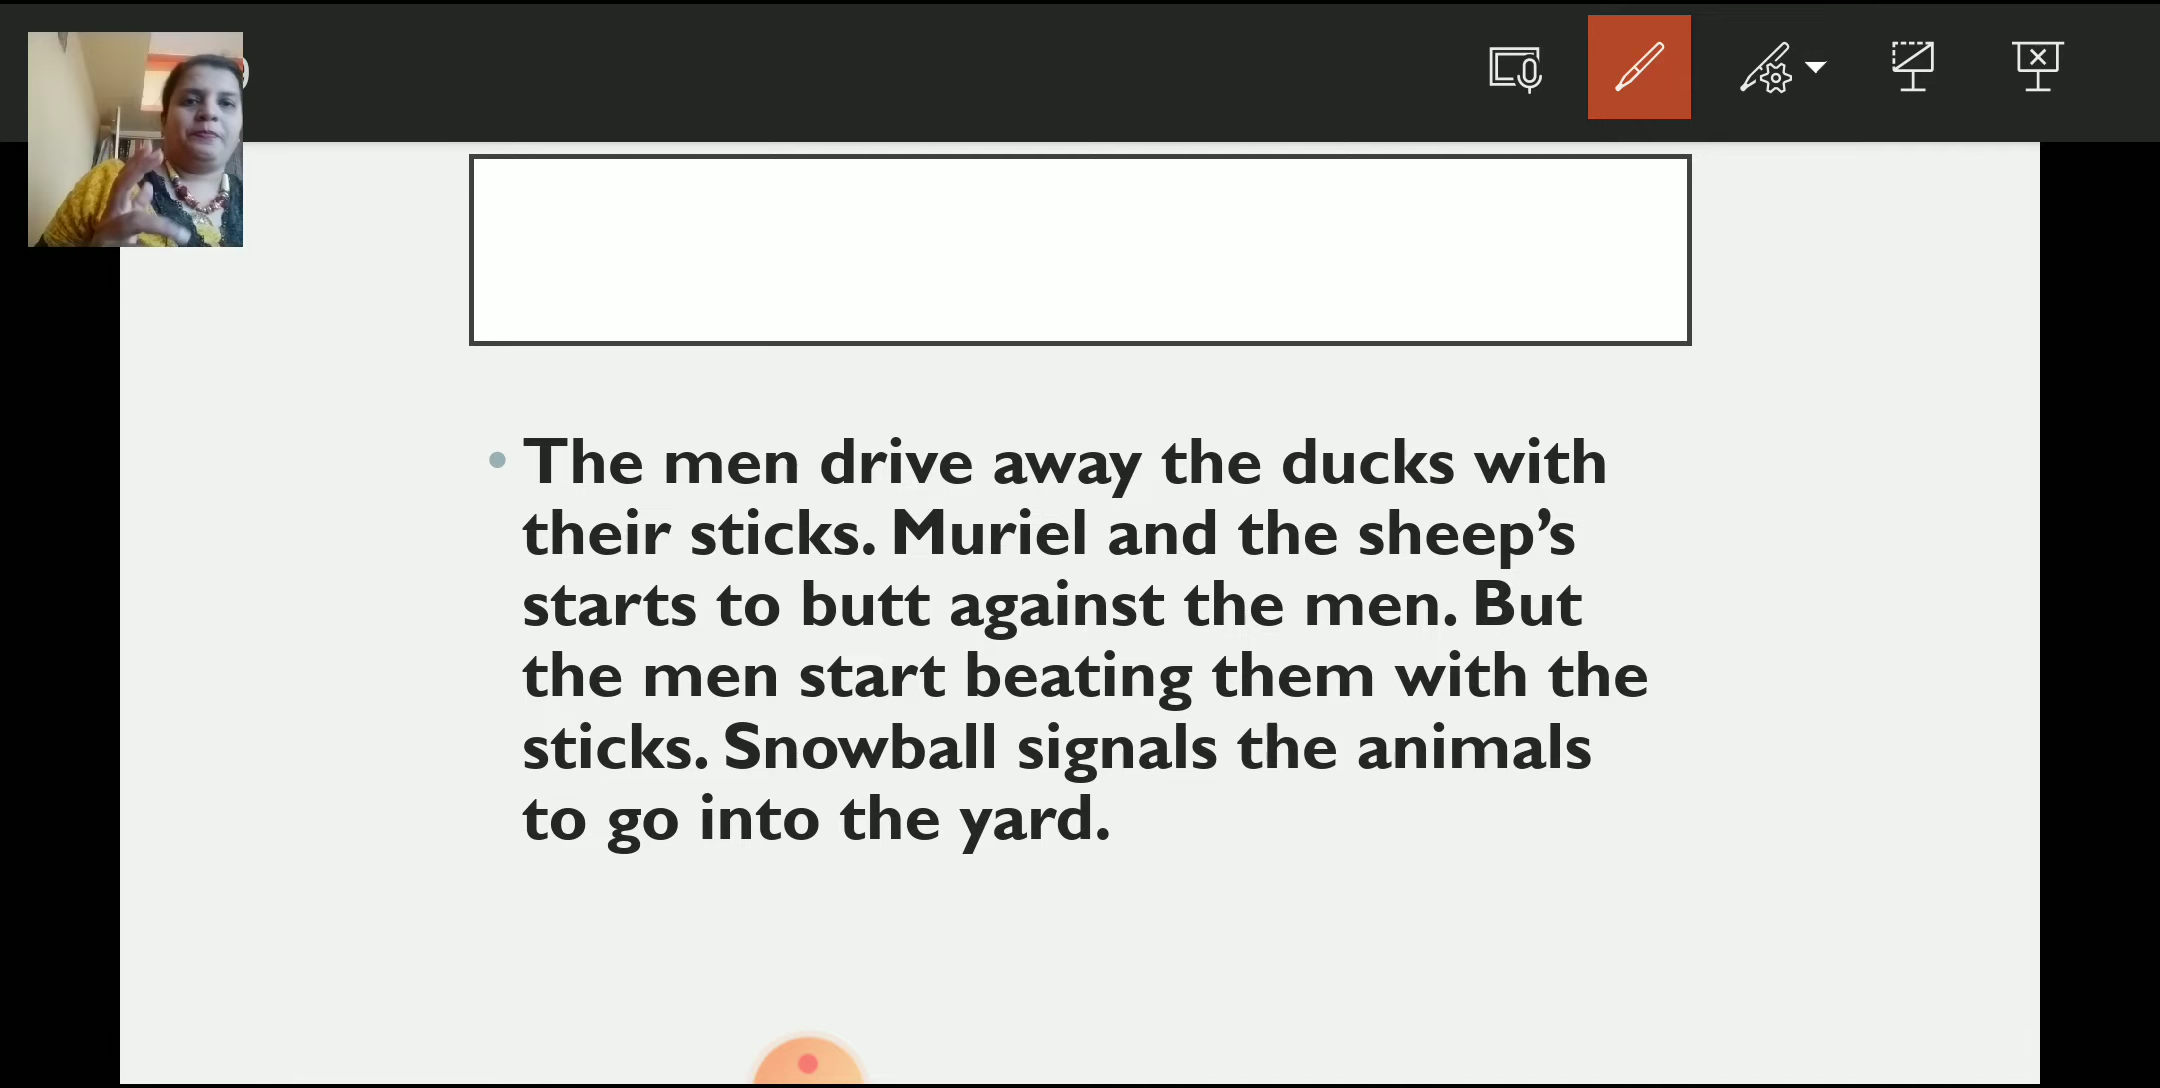 The men drive away the ducks with
their sticks. Muriel and the sheep’s
starts to butt against the men. But
the men start beating them with the
sticks. Snowball signals the animals
to go into the yard.